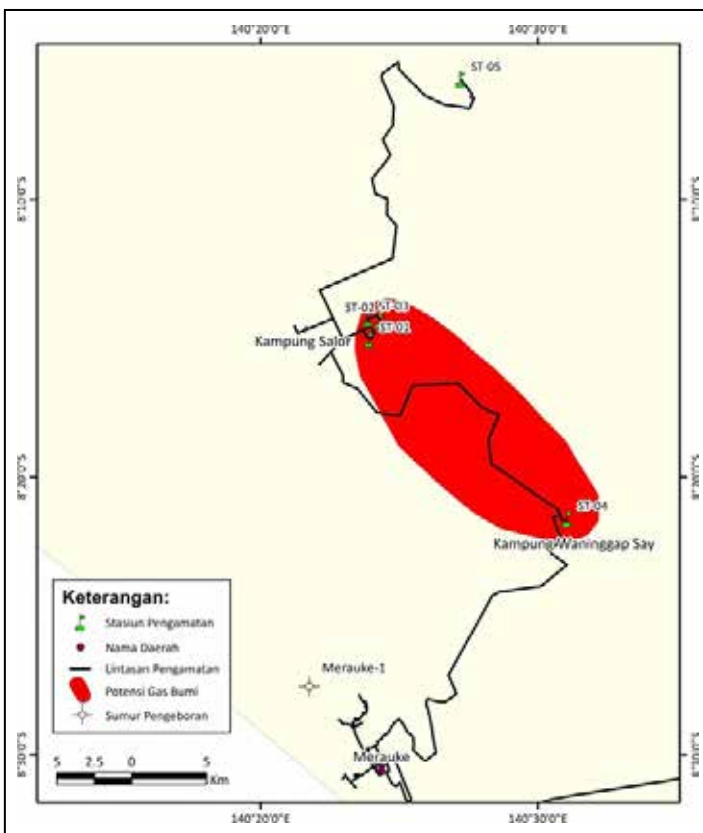 140°20'0"E 140°30'0"E
ST-05
8°10'0"S 8°10'0"S
ST-02 ST-03
ST-01
Kampung Salor
8°20'0"S 8°20'0"S
ST-04
Kampung Waninggap Say
Keterangan:
Stasiun Pengamatan
Nama Daerah
Lintasan Pengamatan
Potensi Gas Bumi
Sumur Pengeboran
Merauke-1
Merauke
8°30'0"S 8°30'0"S
5 2.5 0 5
Km
140°20'0"E 140°30'0"E